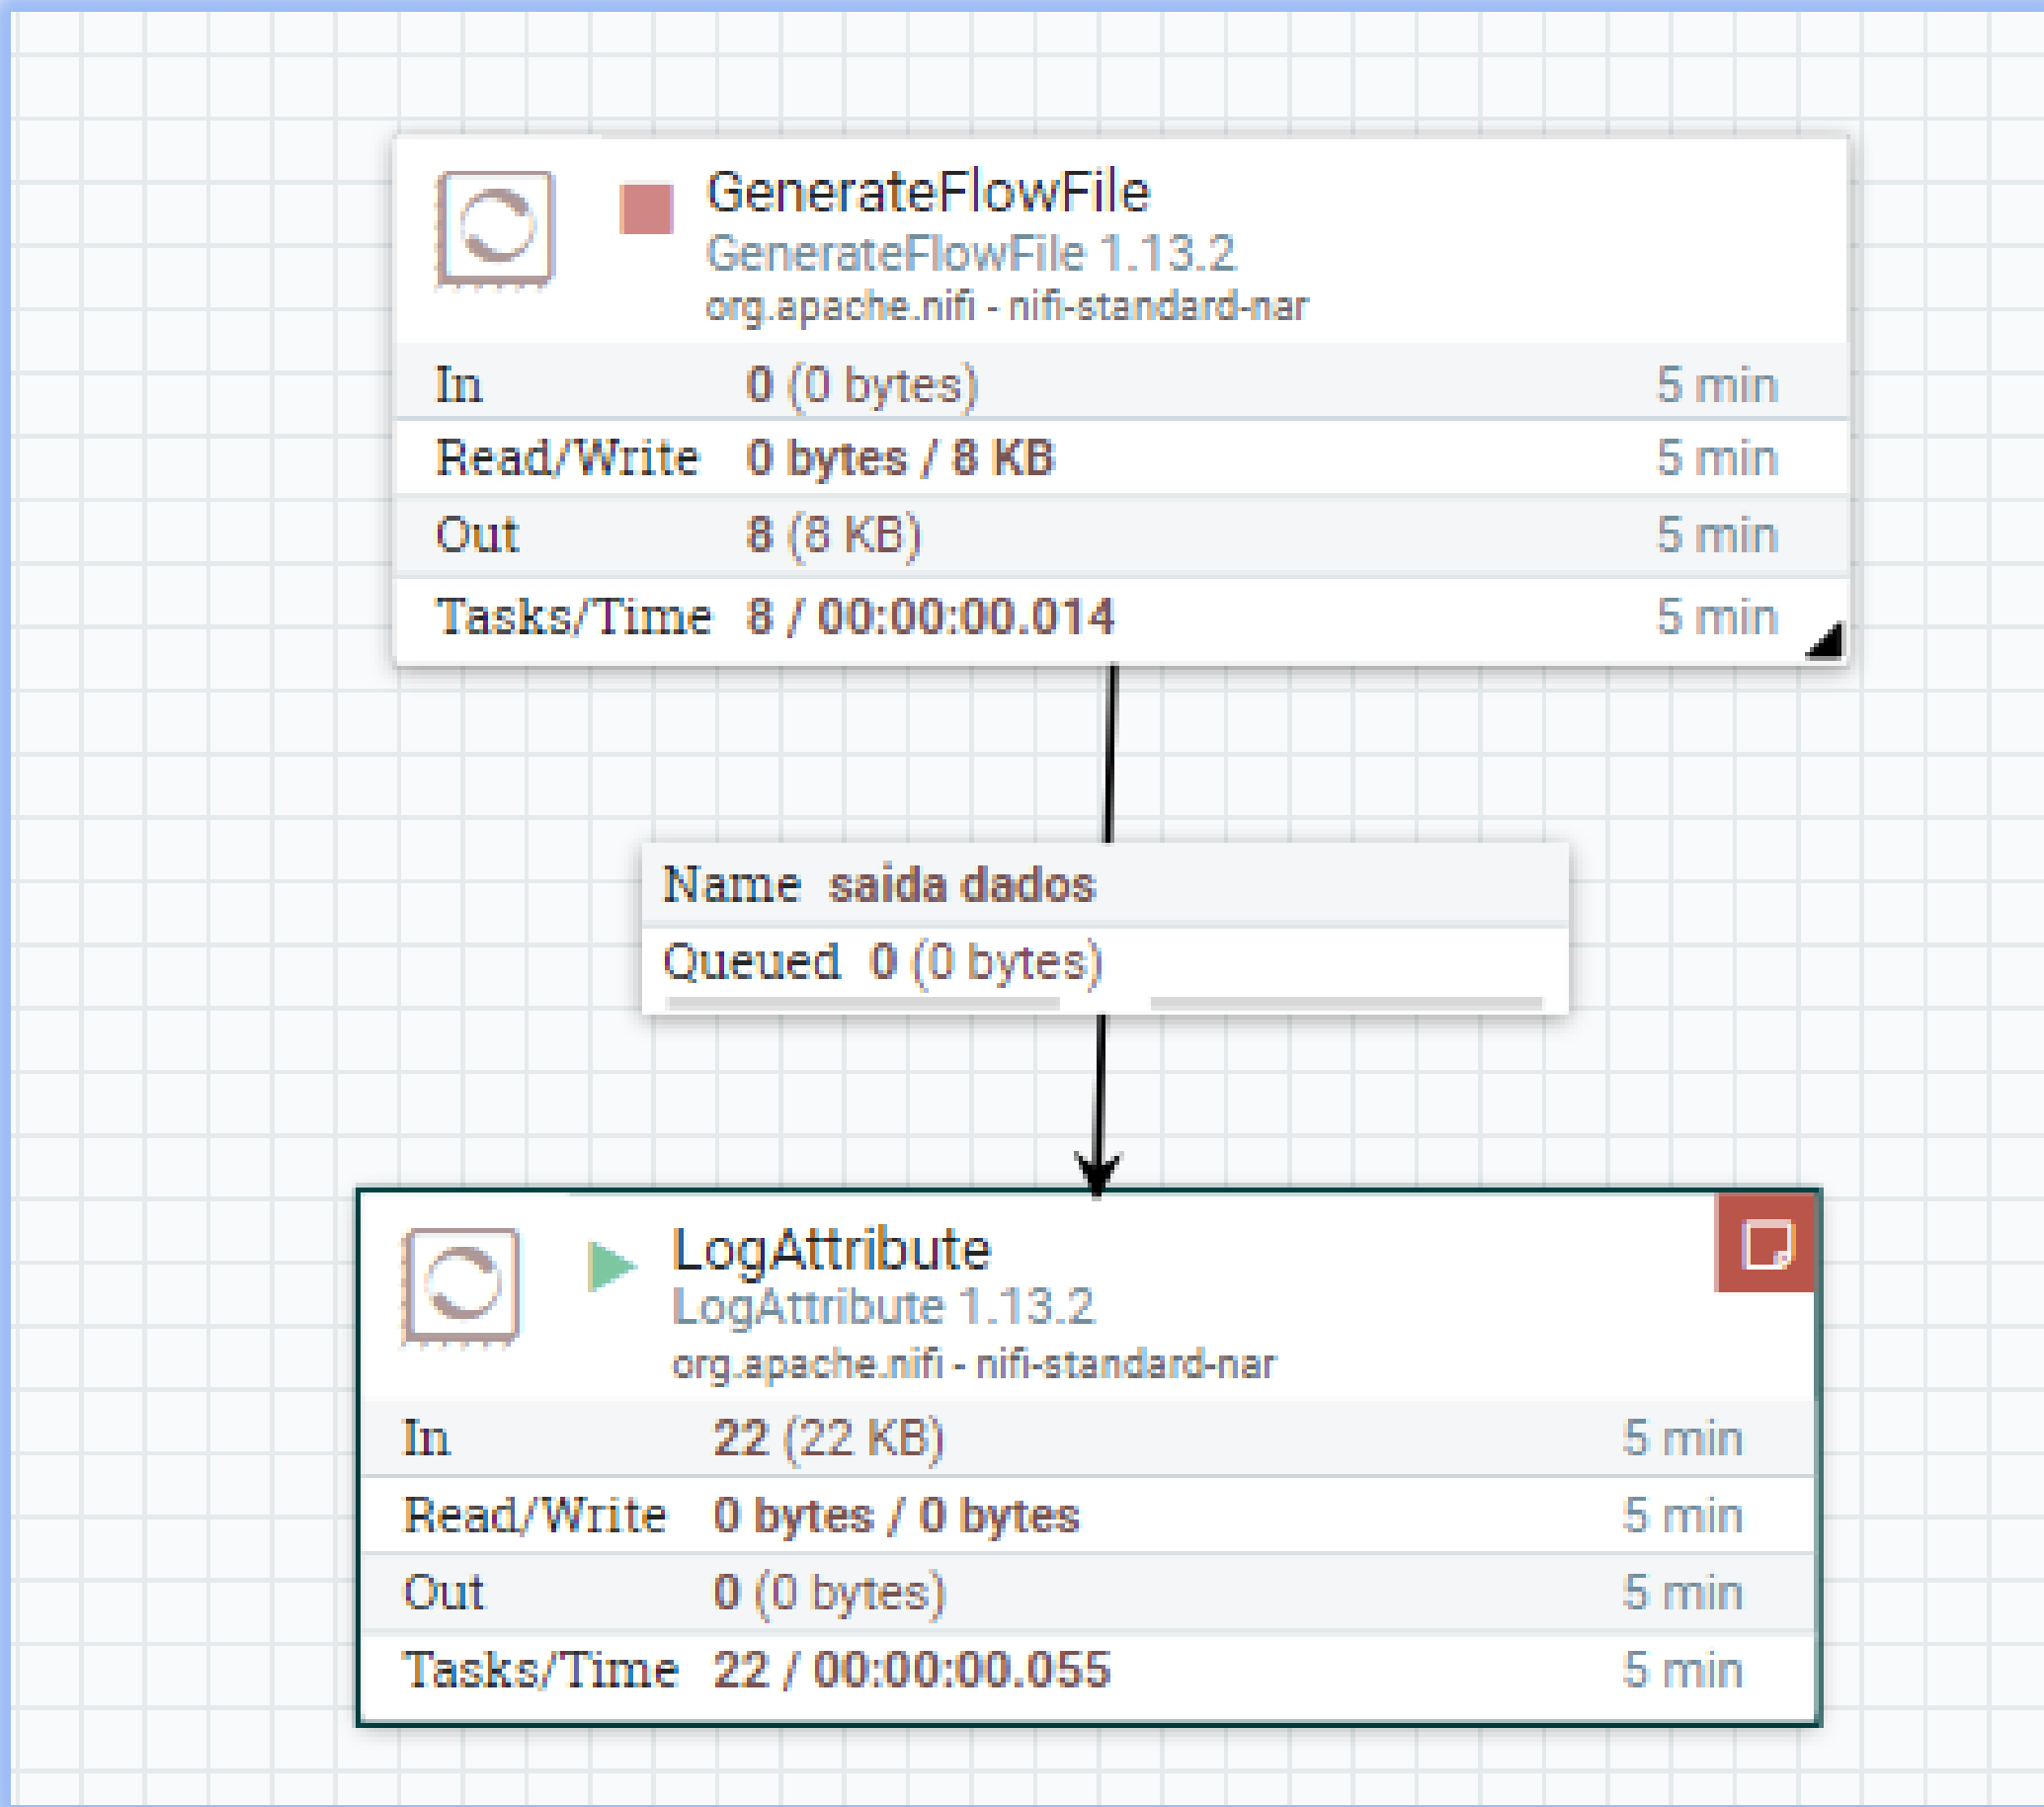 GenerateFlowFile
GenerateFlowFile 1.13.2
org.apache.nifi - nifi-standard-nar
In 0 (0 bytes) 5 min
Read/Write 0 bytes / 8 KB 5 min
Out 8 (8 KB) 5 min
Tasks/Time 8 / 00:00:00.014 5 min
Name saida dados
Queued 0 (0 bytes)
LogAttribute
LogAttribute 1.13.2
org.apache.nifi - nifi-standard-nar
In 22 (22 KB) 5 min
Read/Write 0 bytes / 0 bytes 5 min
Out 0 (0 bytes) 5 min
Tasks/Time 22 / 00:00:00.055 5 min